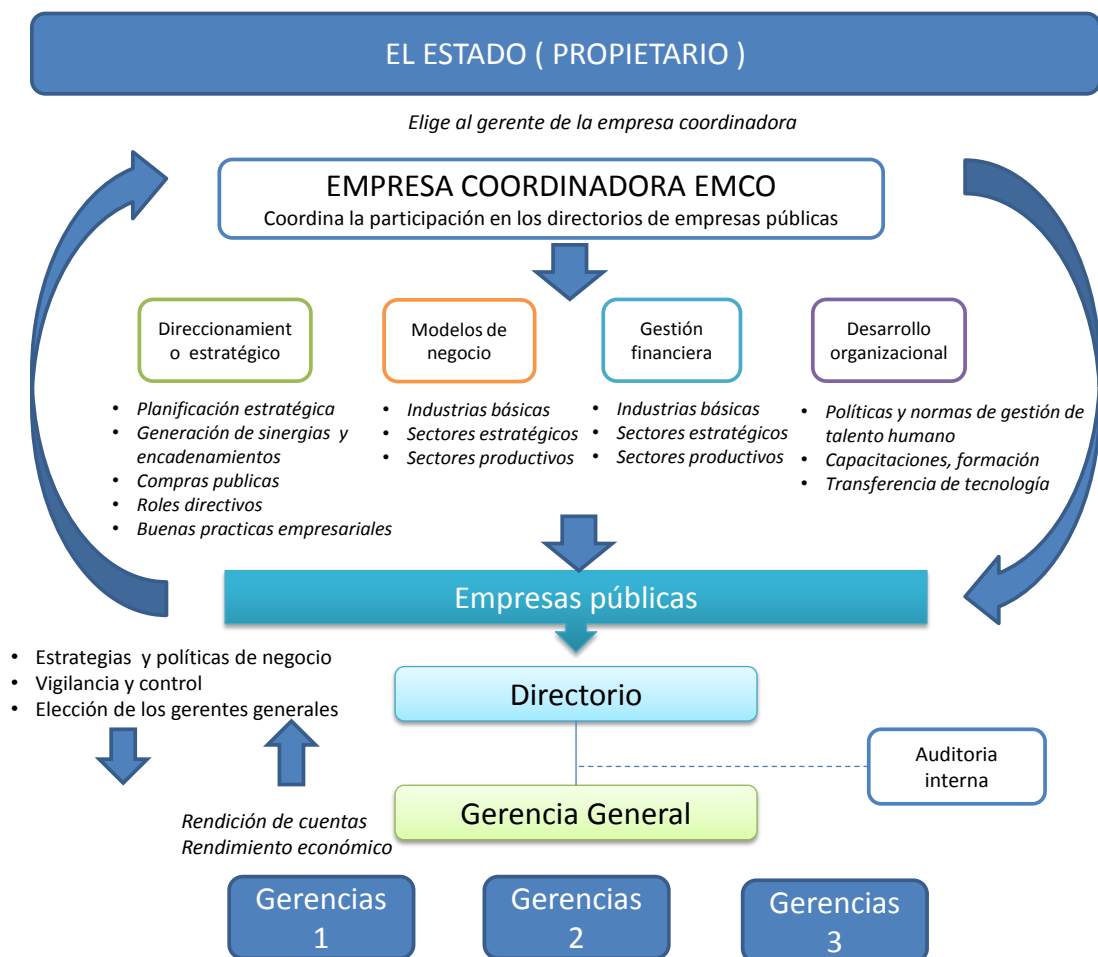 EL ESTADO ( PROPIETARIO )
Elige al gerente de la empresa coordinadora
EMPRESA COORDINADORA EMCO
Coordina la participación en los directorios de empresas públicas
Direccionamient
o estratégico
Modelos de
negocio
Gestión
financiera
Desarrollo
organizacional
• Planificación estratégica
• Generación de sinergias y
encadenamientos
• Compras publicas
• Roles directivos
• Buenas practicas empresariales
• Industrias básicas
• Sectores estratégicos
• Sectores productivos
• Industrias básicas
• Sectores estratégicos
• Sectores productivos
• Políticas y normas de gestión de
talento humano
• Capacitaciones, formación
• Transferencia de tecnología
Empresas públicas
• Estrategias y políticas de negocio
• Vigilancia y control
• Elección de los gerentes generales
Directorio
Auditoria
interna
Gerencia General
Rendición de cuentas
Rendimiento económico
Gerencias
1
Gerencias
2
Gerencias
3